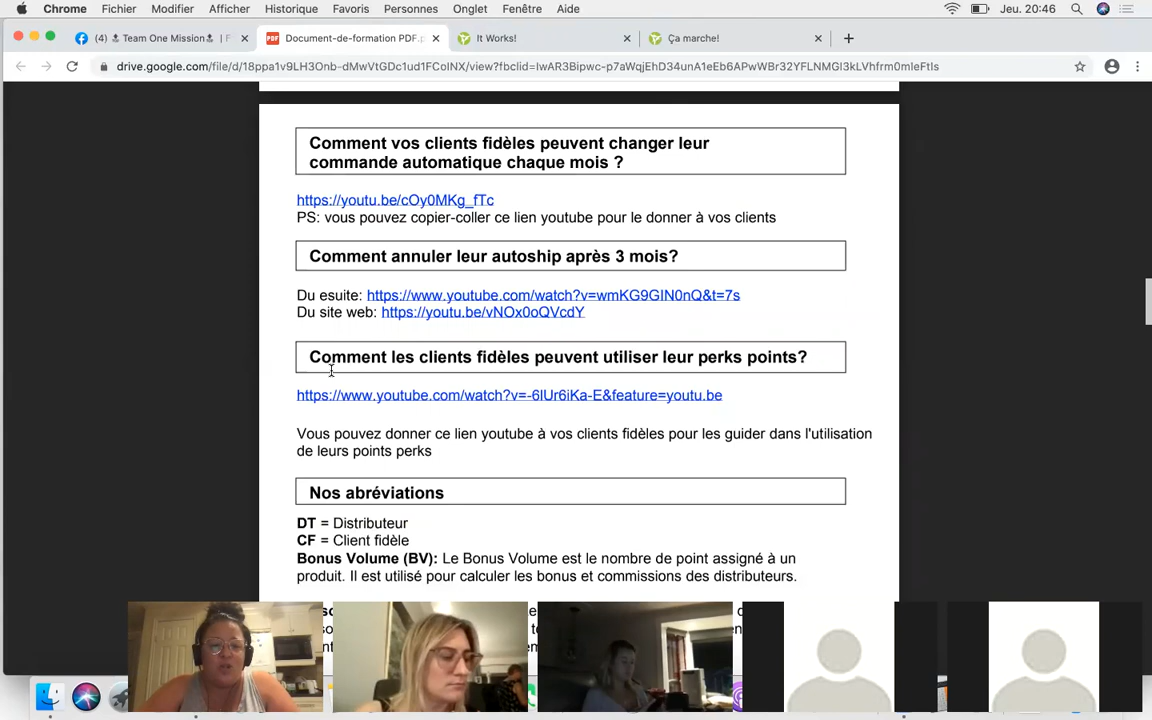 Chrome Fichier Modifier Afficher Historique Favoris Personnes Onglet Fenêtre Aide Jeu. 20:46
(4) Team One Mission
Document-de-formation PDF.p
It Works!
Ça marche!
drive.google.com/file/d/18ppa1v9LH3Onb-dMwVtGDc1ud1FCoINX/view?fbclid=IwAR3Bipwc-p7aWqjEhD34unA1eEb6APwWBr32YFLNMGl3kLVhfrm0mIeFtIs
Comment vos clients fidèles peuvent changer leur
commande automatique chaque mois ?
https://youtu.be/cOy0MKg_fTc
PS: vous pouvez copier-coller ce lien youtube pour le donner à vos clients
Comment annuler leur autoship après 3 mois?
Du esuite: https://www.youtube.com/watch?v=wmKG9GIN0nQ&t=7s
Du site web: https://youtu.be/vNOx0oQVcdY
Comment les clients fidèles peuvent utiliser leur perks points?
https://www.youtube.com/watch?v=-6lUr6iKa-E&feature=youtu.be
Vous pouvez donner ce lien youtube à vos clients fidèles pour les guider dans l'utilisation
de leurs points perks
Nos abréviations
DT = Distributeur
CF = Client fidèle
Bonus Volume (BV): Le Bonus Volume est le nombre de point assigné à un
produit. Il est utilisé pour calculer les bonus et commissions des distributeurs.